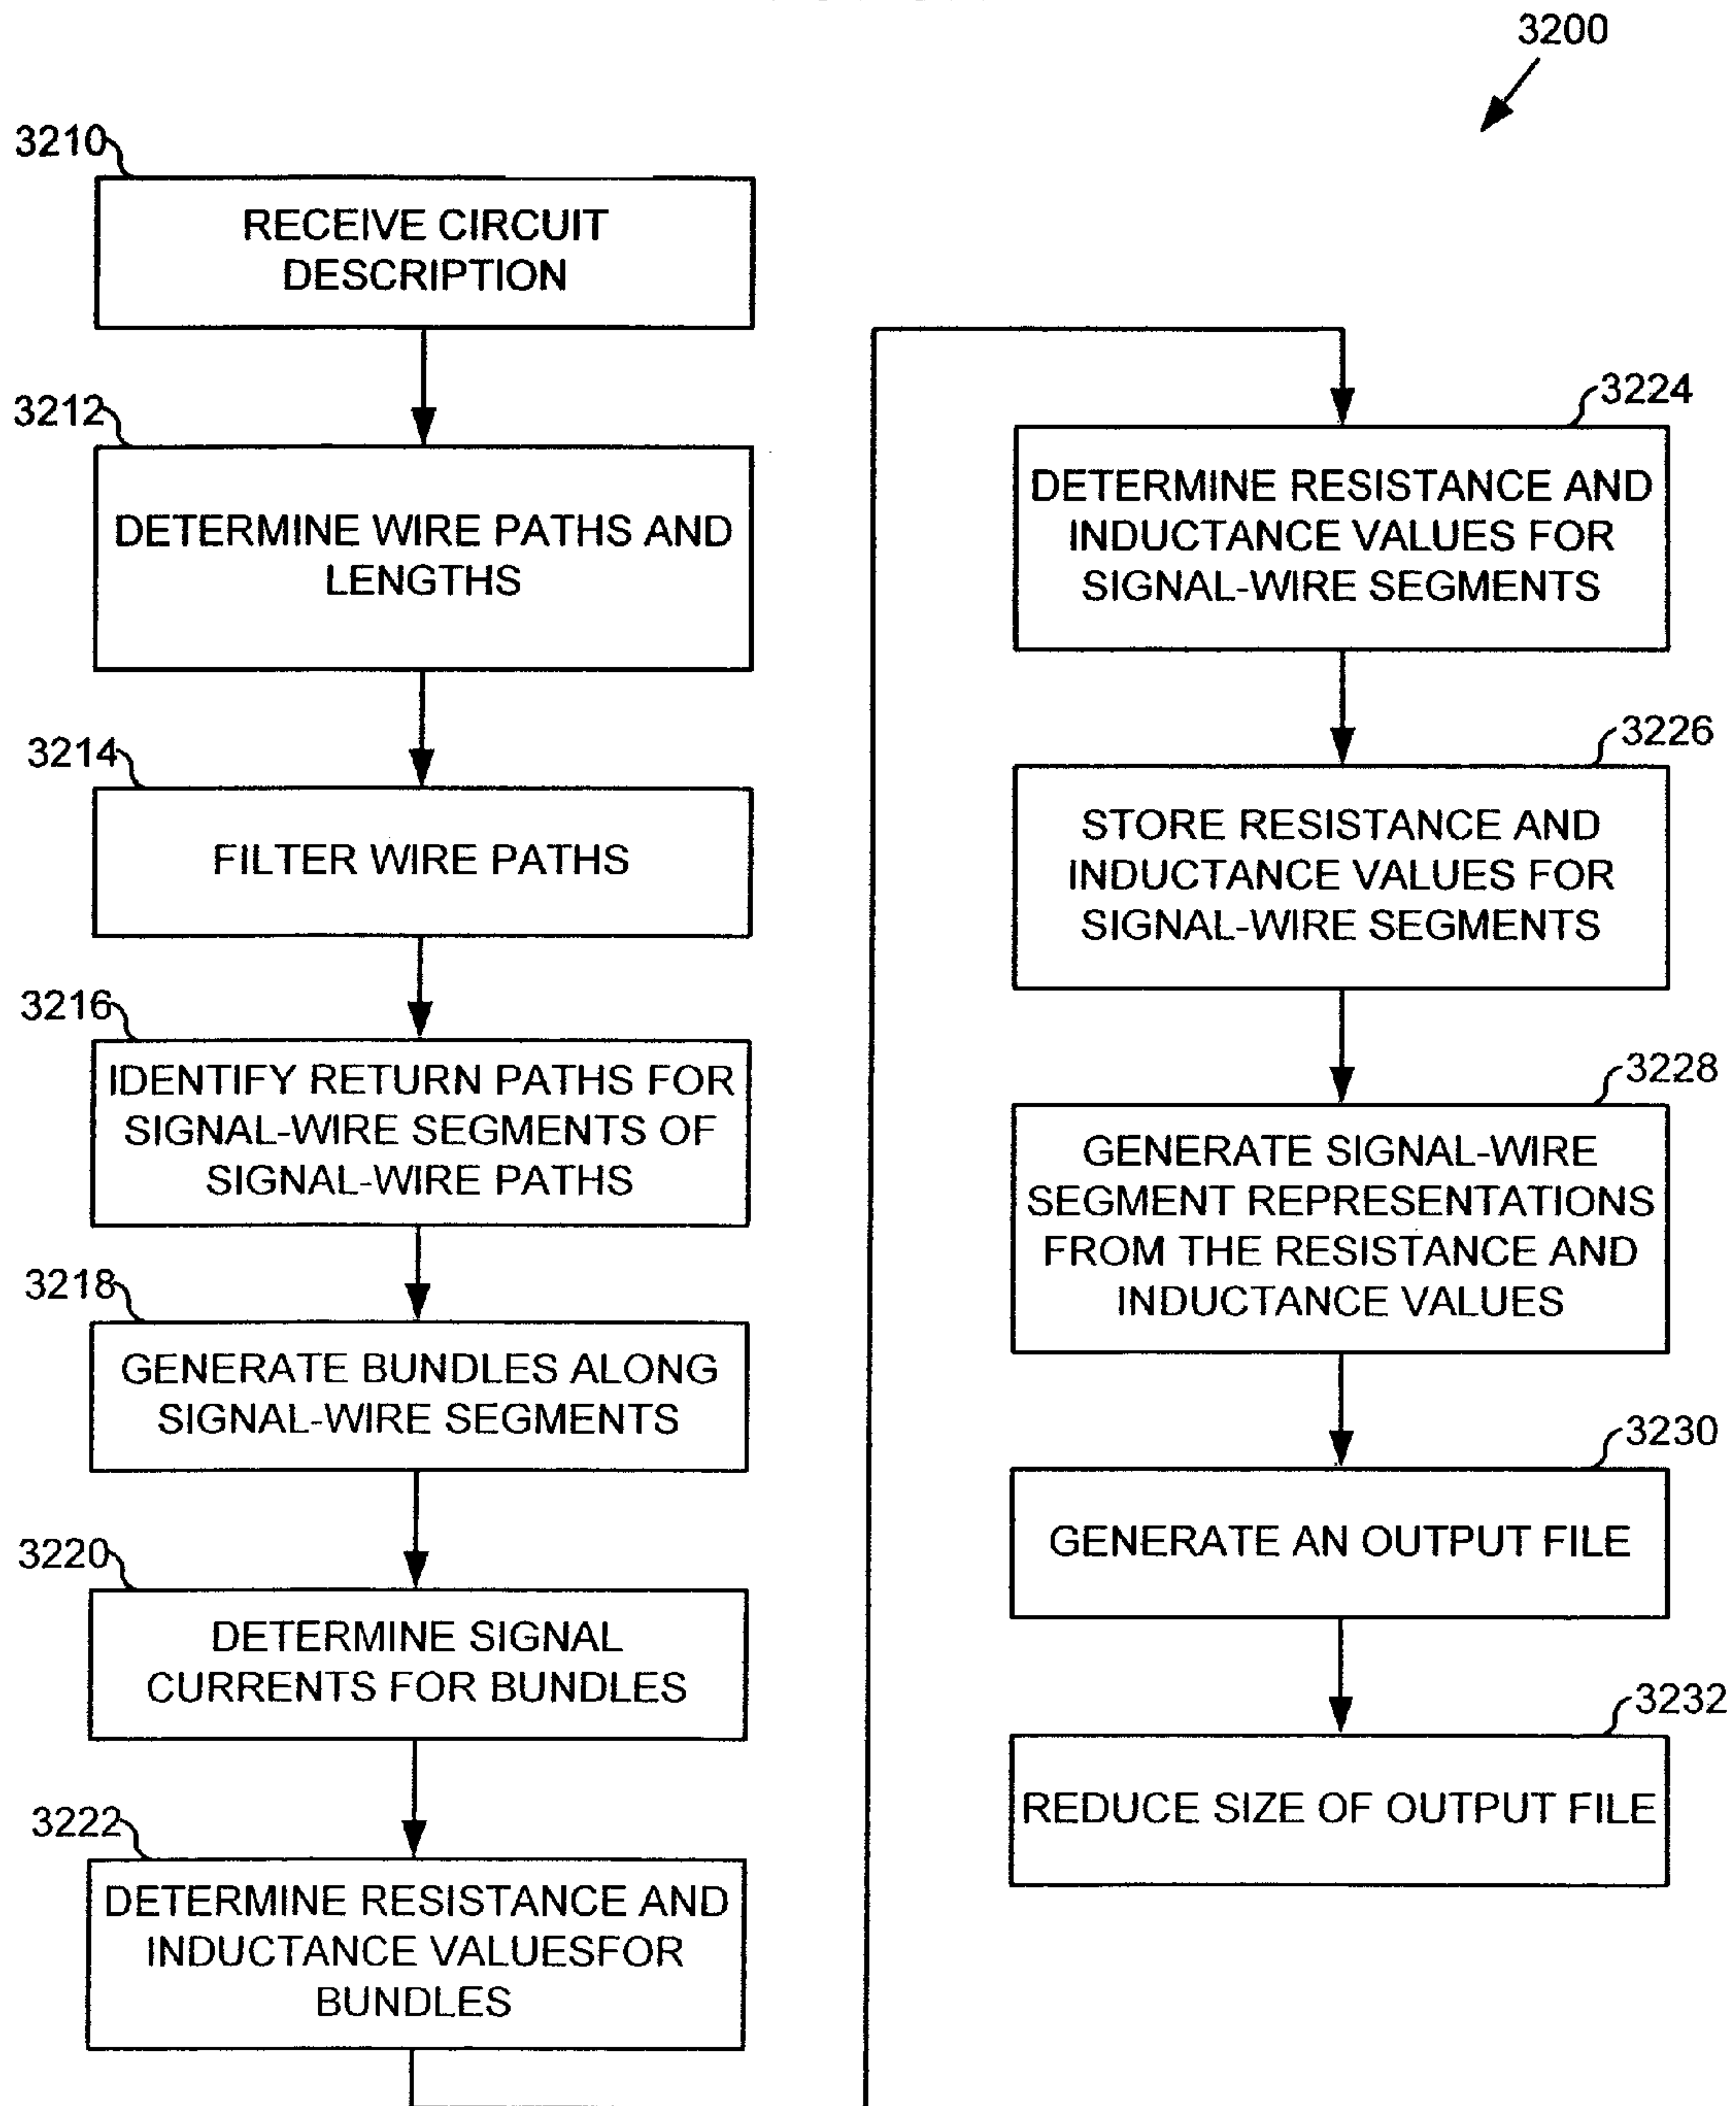 3200
3210
RECEIVE CIRCUIT
DESCRIPTION
3212
DETERMINE WIRE PATHS AND
LENGTHS
3214
FILTER WIRE PATHS
3216
IDENTIFY RETURN PATHS FOR
SIGNAL-WIRE SEGMENTS OF
SIGNAL-WIRE PATHS
3218
GENERATE BUNDLES ALONG
SIGNAL-WIRE SEGMENTS
3220
DETERMINE SIGNAL
CURRENTS FOR BUNDLES
3222
DETERMINE RESISTANCE AND
INDUCTANCE VALUESFOR
BUNDLES
3224
DETERMINE RESISTANCE AND
INDUCTANCE VALUES FOR
SIGNAL-WIRE SEGMENTS
3226
STORE RESISTANCE AND
INDUCTANCE VALUES FOR
SIGNAL-WIRE SEGMENTS
3228
GENERATE SIGNAL-WIRE
SEGMENT REPRESENTATIONS
FROM THE RESISTANCE AND
INDUCTANCE VALUES
3230
GENERATE AN OUTPUT FILE
3232
REDUCE SIZE OF OUTPUT FILE